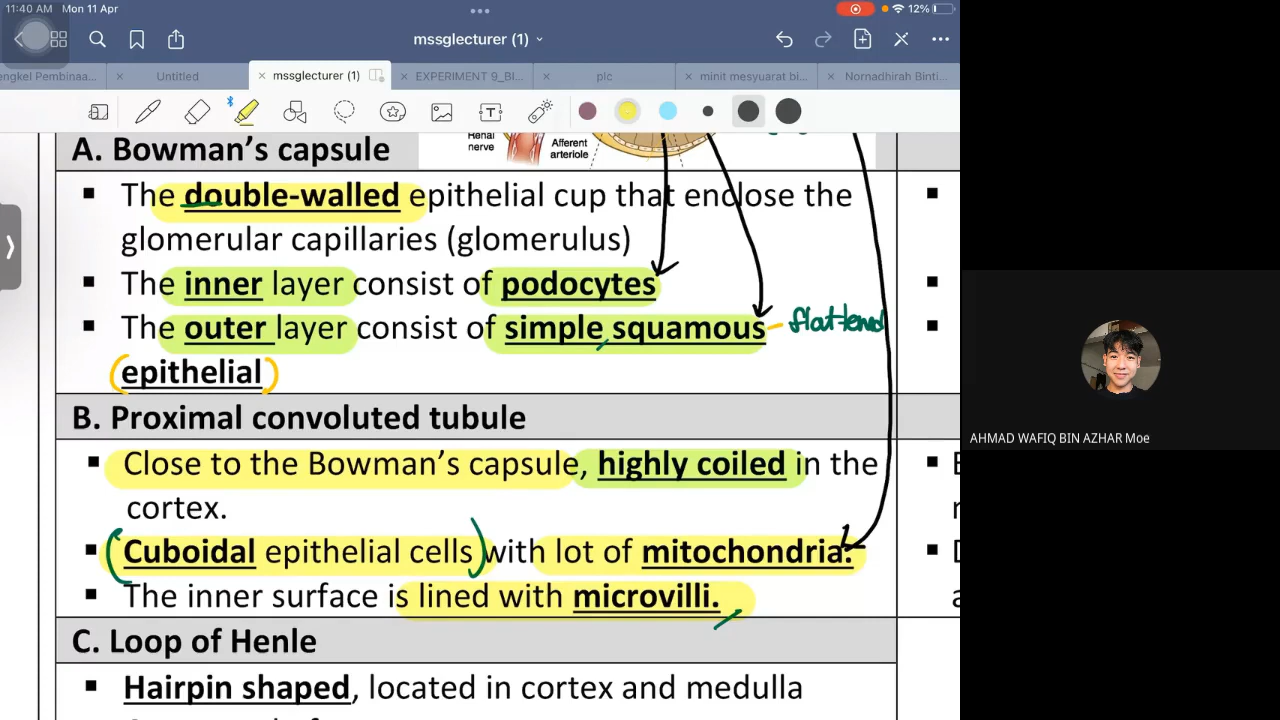 11:40 AM Mon 11 Apr
12%
mssglecturer (1)
engkel Pembinaa...
Untitled
mssglecturer (1)
EXPERIMENT 9_BI...
plc
minit mesyuarat bi...
Nornadhirah Binti...
Renal
nerve
Afferent
arteriole
A. Bowman's capsule
The double-walled epithelial cup that enclose the
glomerular capillaries (glomerulus)
The inner layer consist of podocytes
The outer layer consist of simple squamous - flattened
(epithelial)
B. Proximal convoluted tubule
Close to the Bowman's capsule, highly coiled in the
cortex.
(Cuboidal epithelial cells) with lot of mitochondria.
The inner surface is lined with microvilli.
C. Loop of Henle
Hairpin shaped, located in cortex and medulla
AHMAD WAFIQ BIN AZHAR Moe